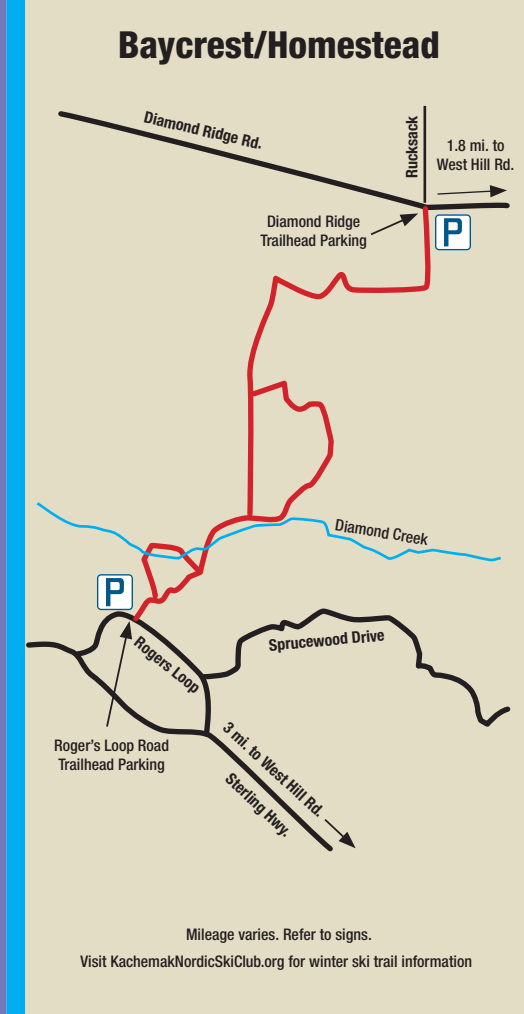 Baycrest/Homestead
Diamond Ridge Rd.
Rucksack
1.8 mi. to
West Hill Rd.
Diamond Ridge
Trailhead Parking
P
Diamond Creek
P
Rogers Loop
Sprucewood Drive
Roger's Loop Road
Trailhead Parking
3 mi. to West Hill Rd.
Sterling Hwy.
Mileage varies. Refer to signs.
Visit KachemakNordicSkiClub.org for winter ski trail information